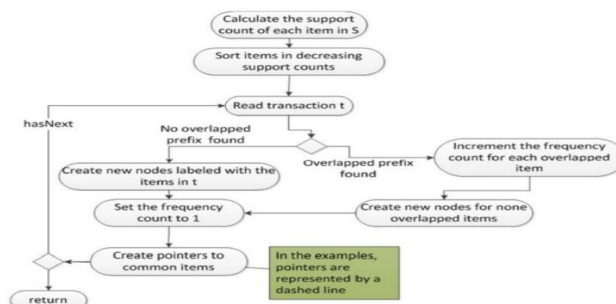 Calculate the support
count of each item in S
Sort items in decreasing
support counts
Read transaction t
hasNext
No overlapped
prefix found
Overlapped prefix
found
Increment the frequency
count for each overlapped
item
Create new nodes labeled with the
items in t
Set the frequency
count to 1
Create new nodes for none
overlapped items
Create pointers to
common items
In the examples,
pointers are
represented by a
dashed line
return